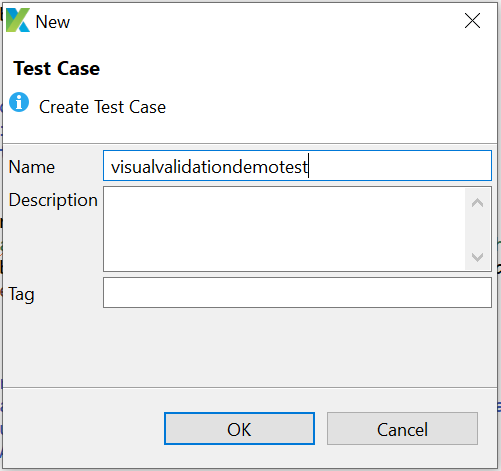 New
Test Case
Create Test Case
Name visualvalidationdemotest
Description
Tag
OK Cancel